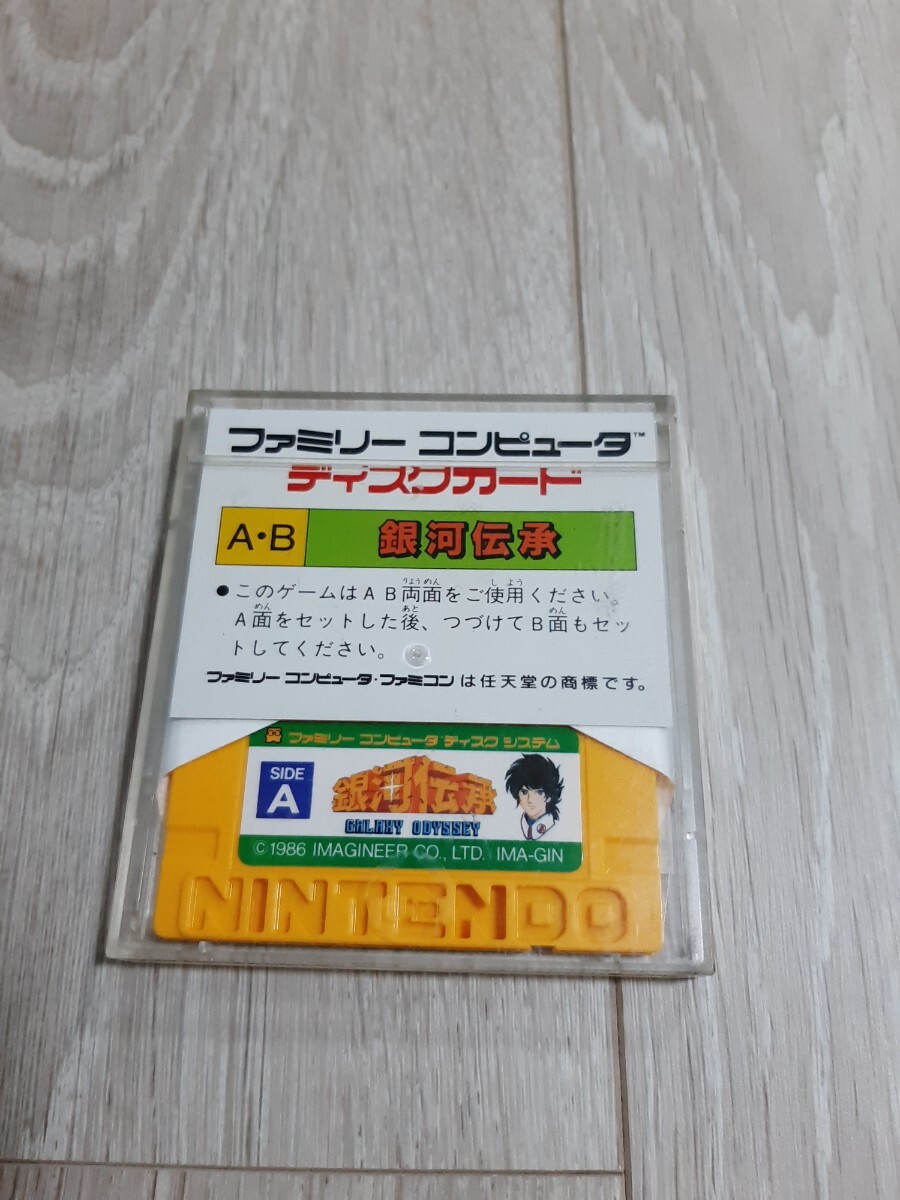 ファミリー コンピュータ™
ディスクカード
A・B 銀河伝承
●このゲームはAB両面をご使用ください。
りょうめん しよう
A面をセットした後、つづけてB面もセッ
めん あと めん
トしてください。
ファミリー コンピュータ・ファミコン は任天堂の商標です。
ファミリー コンピュータ ディスク システム
SIDE
A
銀河伝承
GALAXY ODYSSEY
© 1986 IMAGINEER CO., LTD. IMA-GIN
NINTENDO